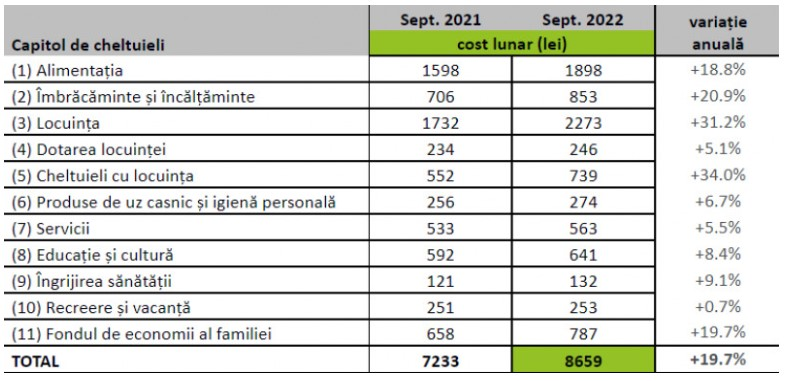 Capitol de cheltuieli Sept. 2021 Sept. 2022 variație anuală
cost lunar (lei)
(1) Alimentația 1598 1898 +18.8%
(2) Îmbrăcăminte și încălțăminte 706 853 +20.9%
(3) Locuința 1732 2273 +31.2%
(4) Dotarea locuinței 234 246 +5.1%
(5) Cheltuieli cu locuința 552 739 +34.0%
(6) Produse de uz casnic și igienă personală 256 274 +6.7%
(7) Servicii 533 563 +5.5%
(8) Educație și cultură 592 641 +8.4%
(9) Îngrijirea sănătății 121 132 +9.1%
(10) Recreere și vacanță 251 253 +0.7%
(11) Fondul de economii al familiei 658 787 +19.7%
TOTAL 7233 8659 +19.7%